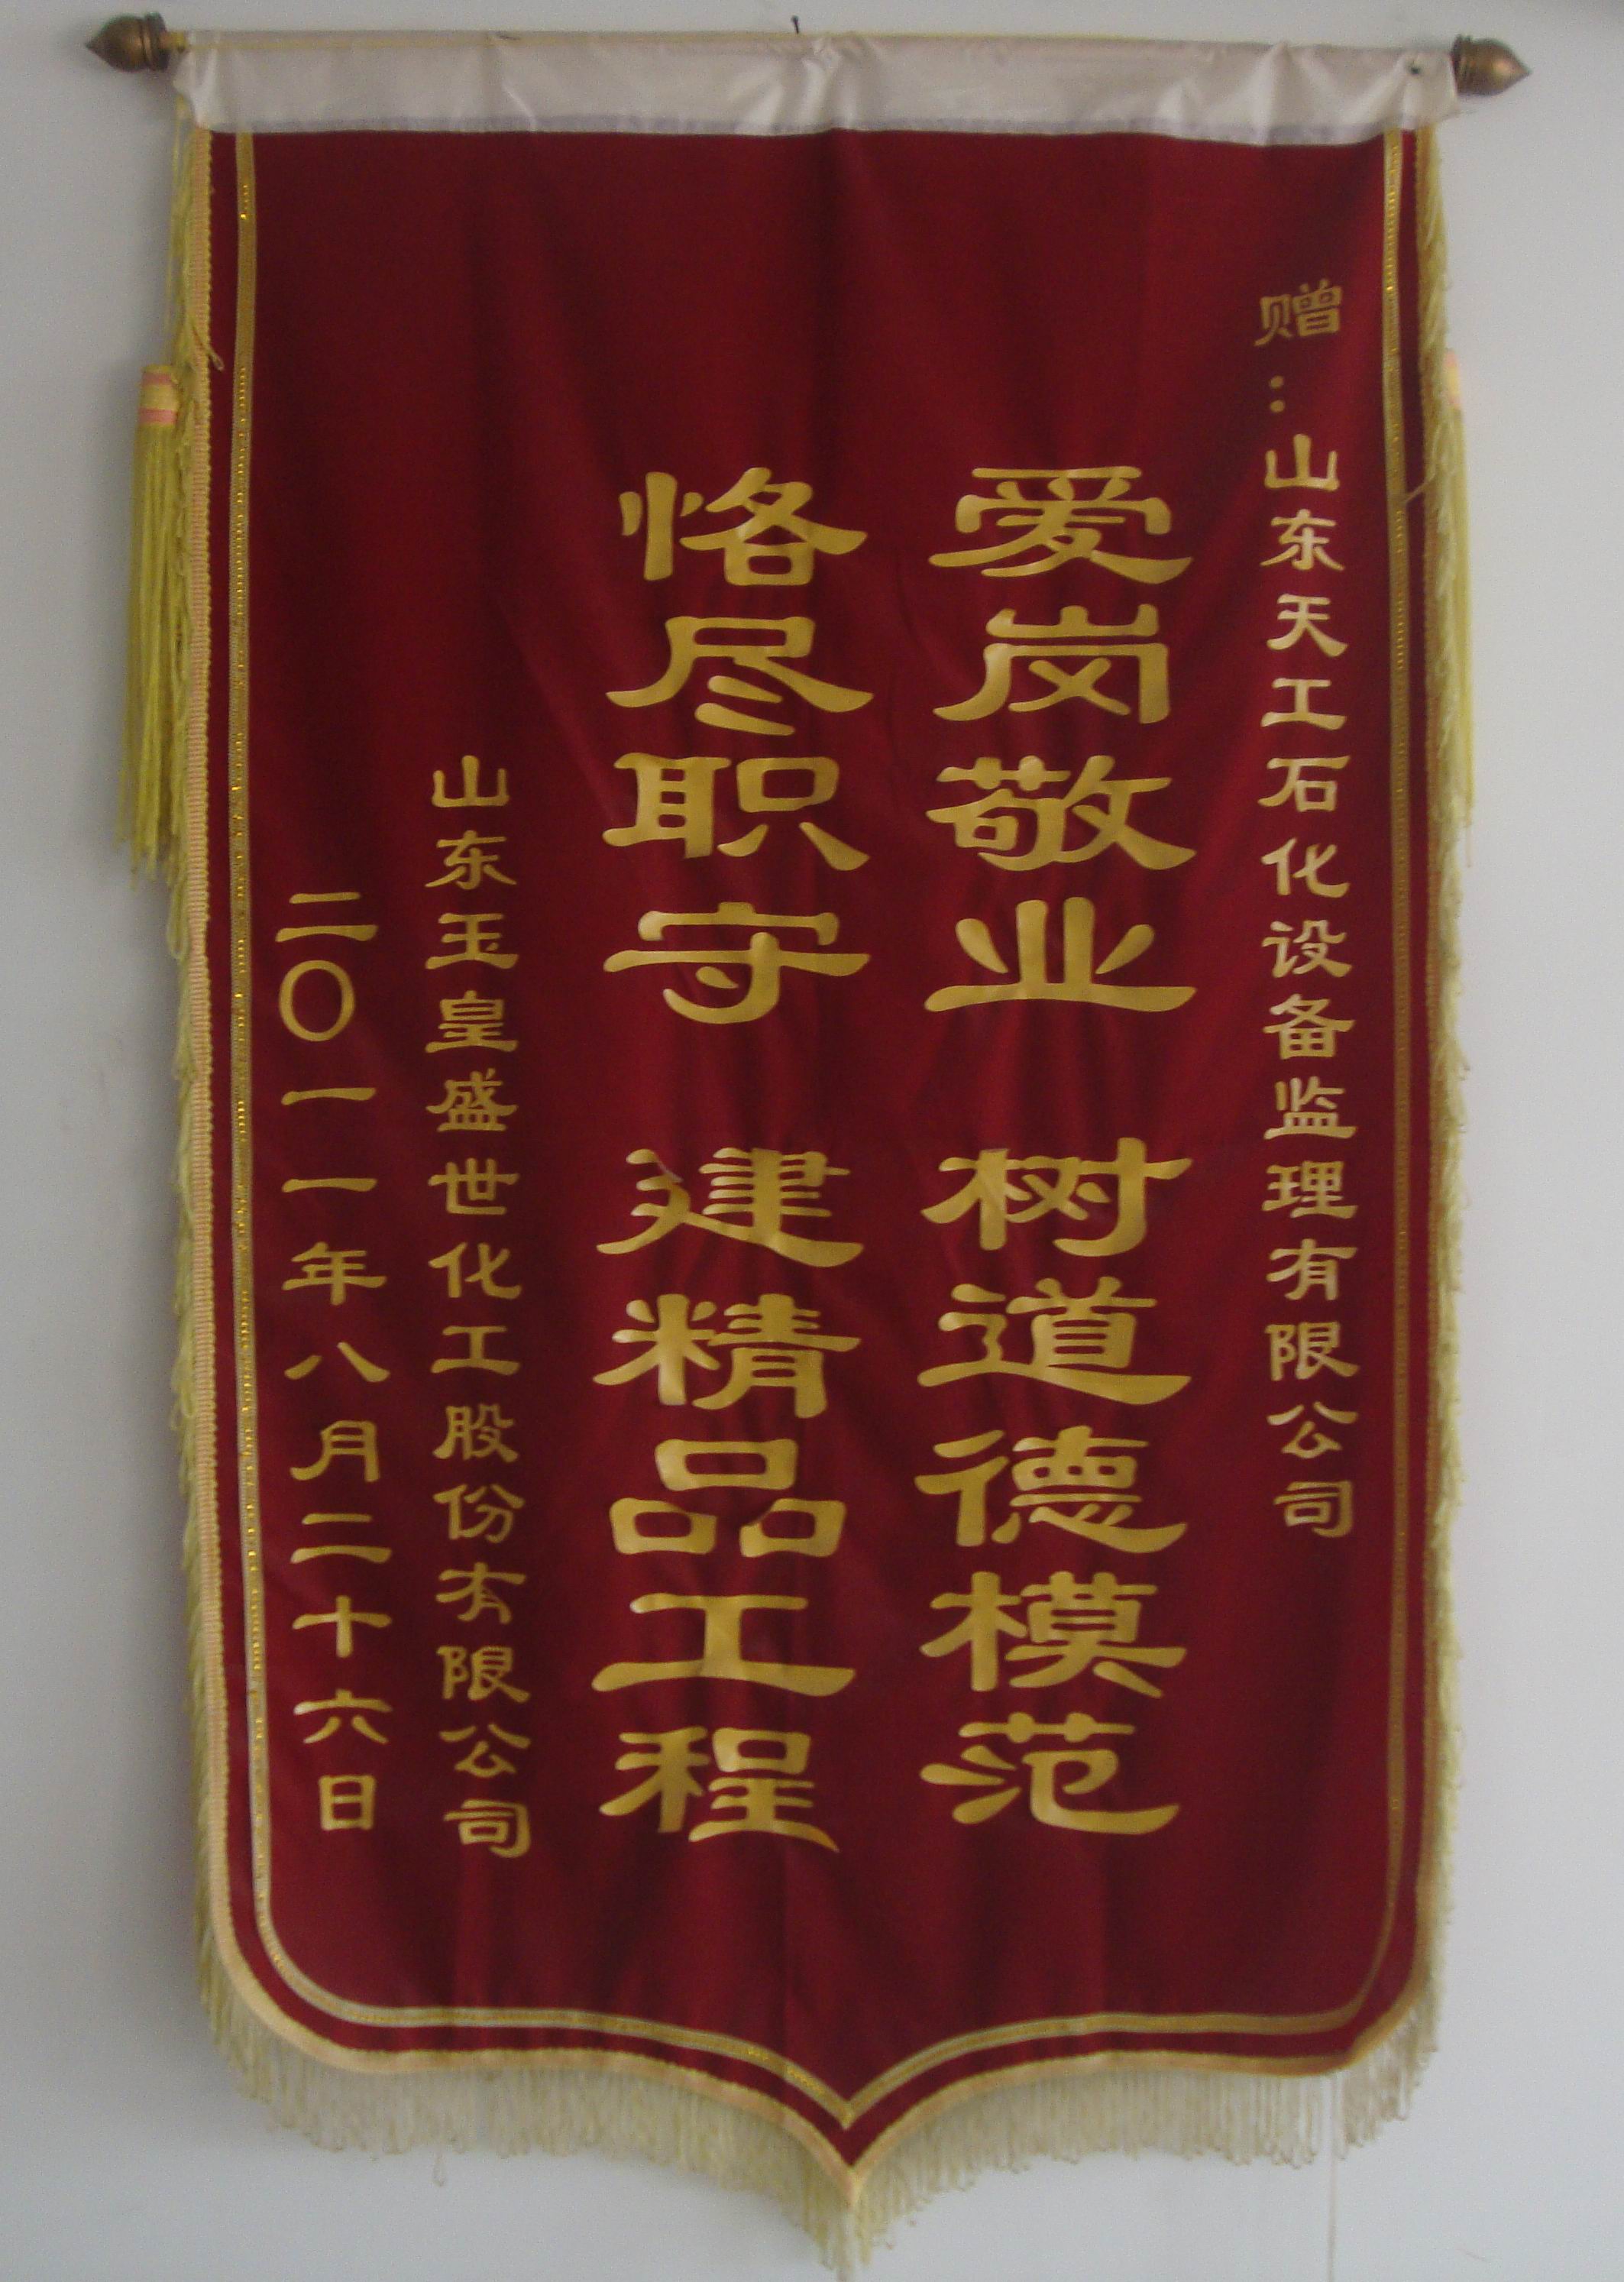 赠：山东天工石化设备监理有限公司
爱岗敬业 树道德模范
恪尽职守 建精品工程
山东玉皇盛世化工股份有限公司
二〇一一年八月二十六日